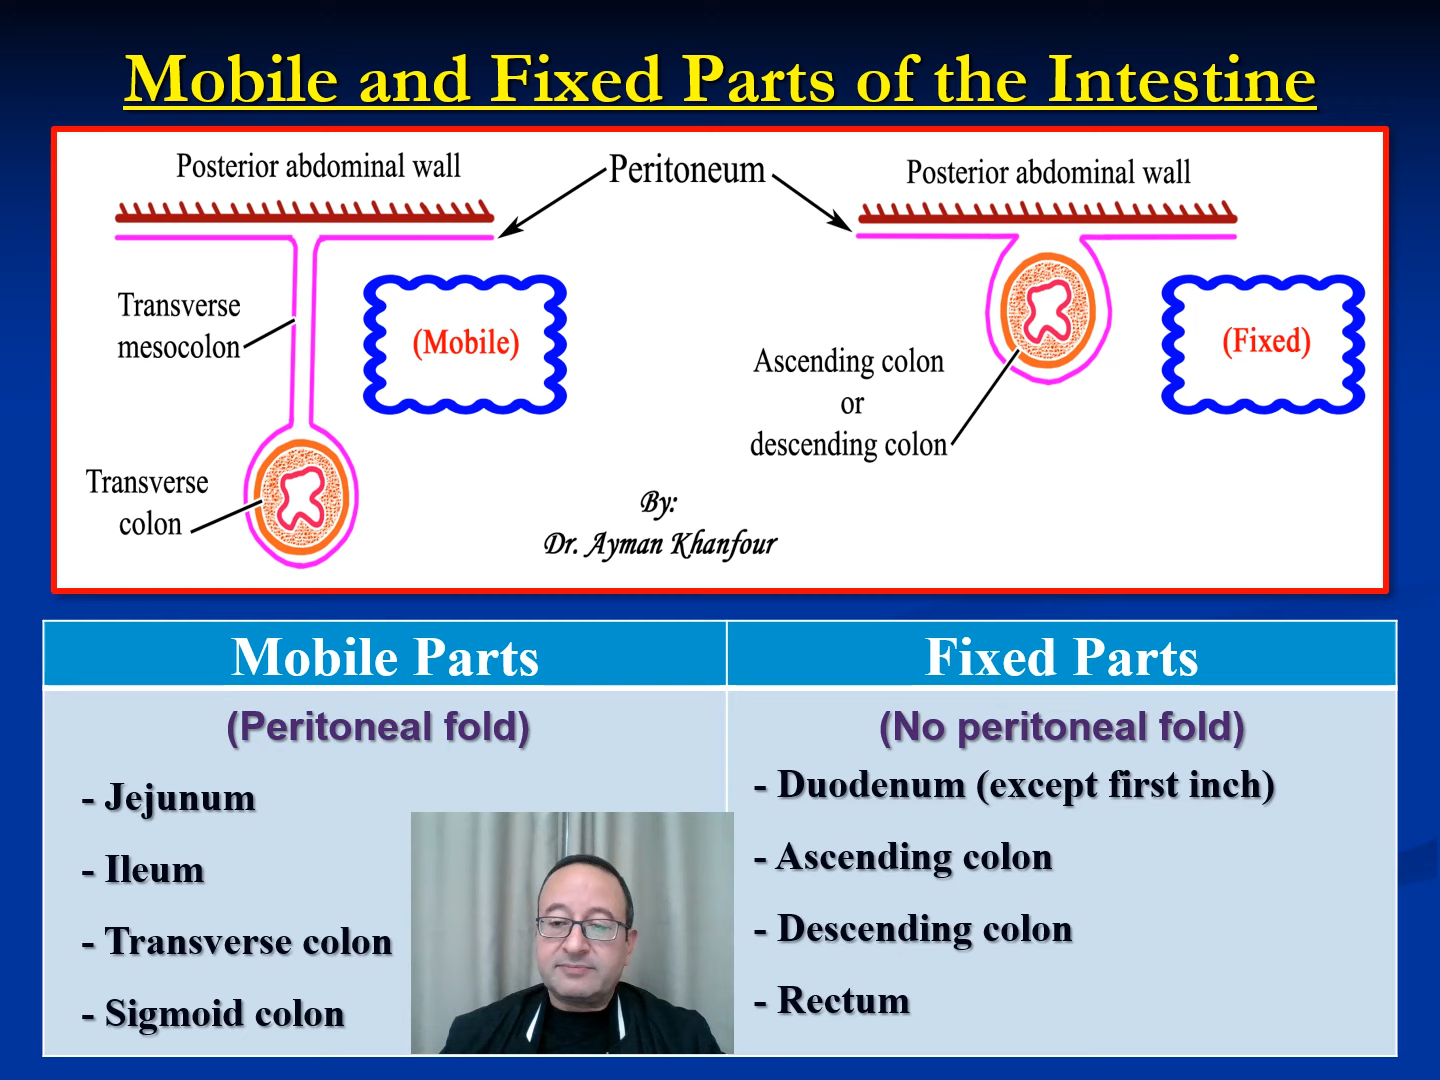 Mobile and Fixed Parts of the Intestine
Posterior abdominal wall
Peritoneum
Posterior abdominal wall
Transverse
mesocolon
(Mobile)
Transverse
colon
Ascending colon
or
descending colon
(Fixed)
By:
Dr. Ayman Khanfour
Mobile Parts
(Peritoneal fold)
- Jejunum
- Ileum
- Transverse colon
- Sigmoid colon
Fixed Parts
(No peritoneal fold)
- Duodenum (except first inch)
- Ascending colon
- Descending colon
- Rectum